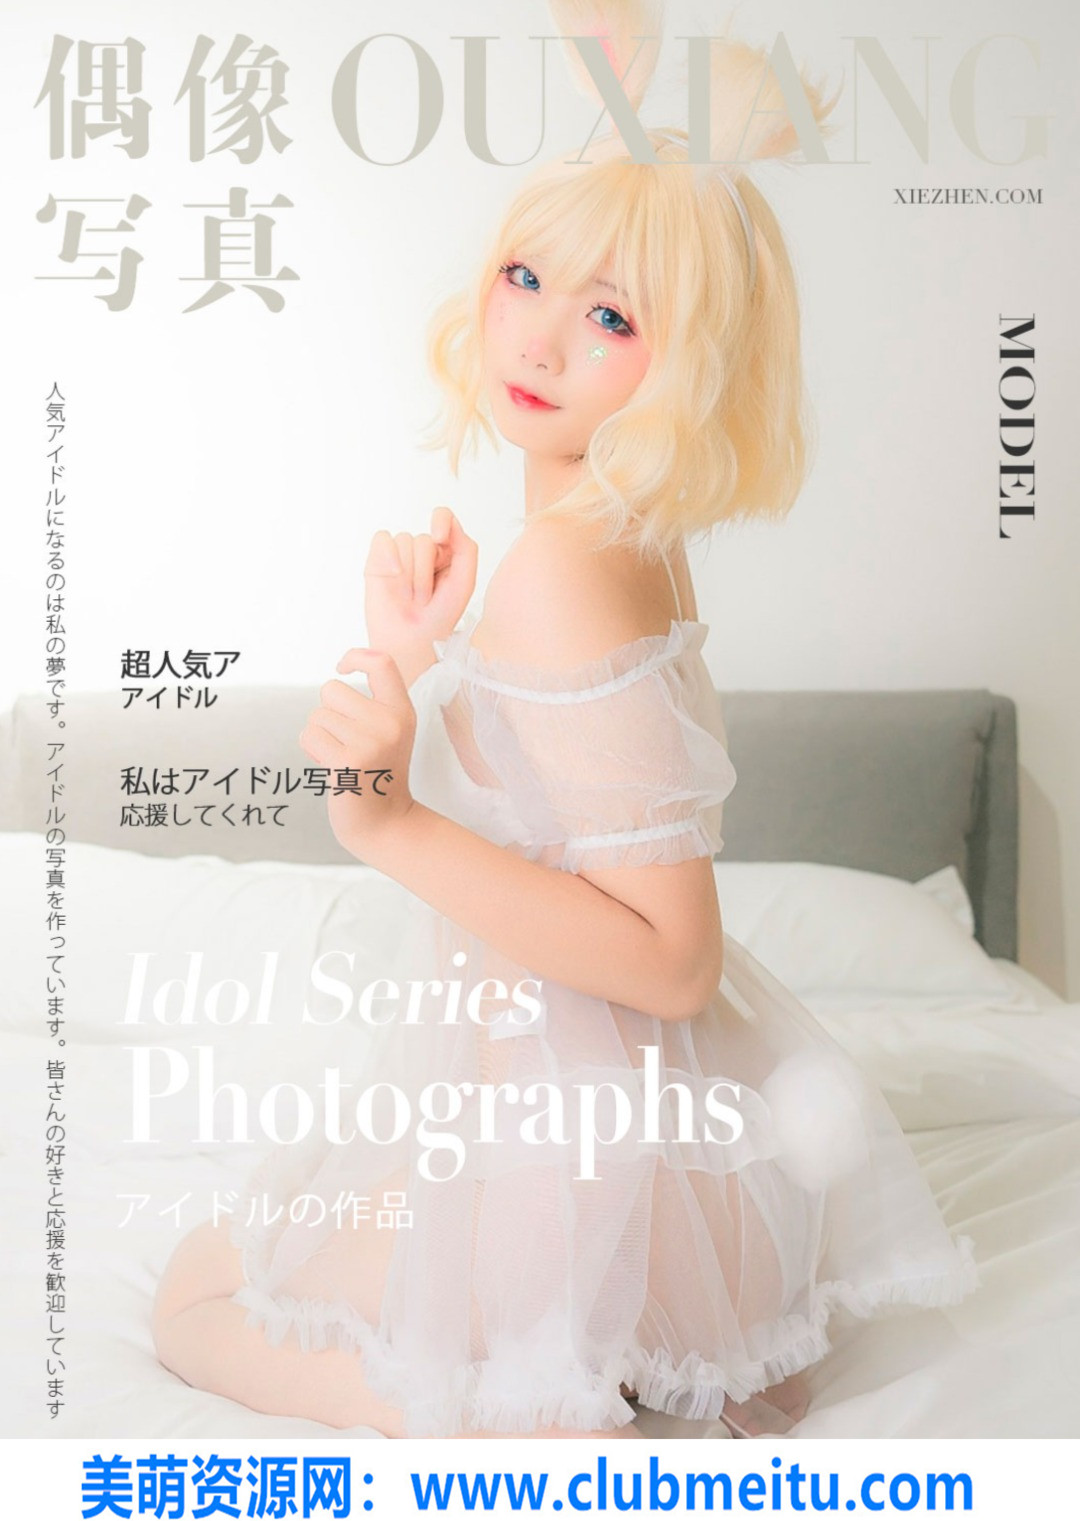 偶像
写真
OUXIANG
XIEZHEN.COM
MODEL
人気アイドルになるのは私の夢です。アイドルの写真を作っています。皆さんの好きと応援を歓迎しています
超人気ア
アイドル
私はアイドル写真で
応援してくれて
Idol Series
Photographs
アイドルの作品
美萌资源网：www.clubmeitu.com